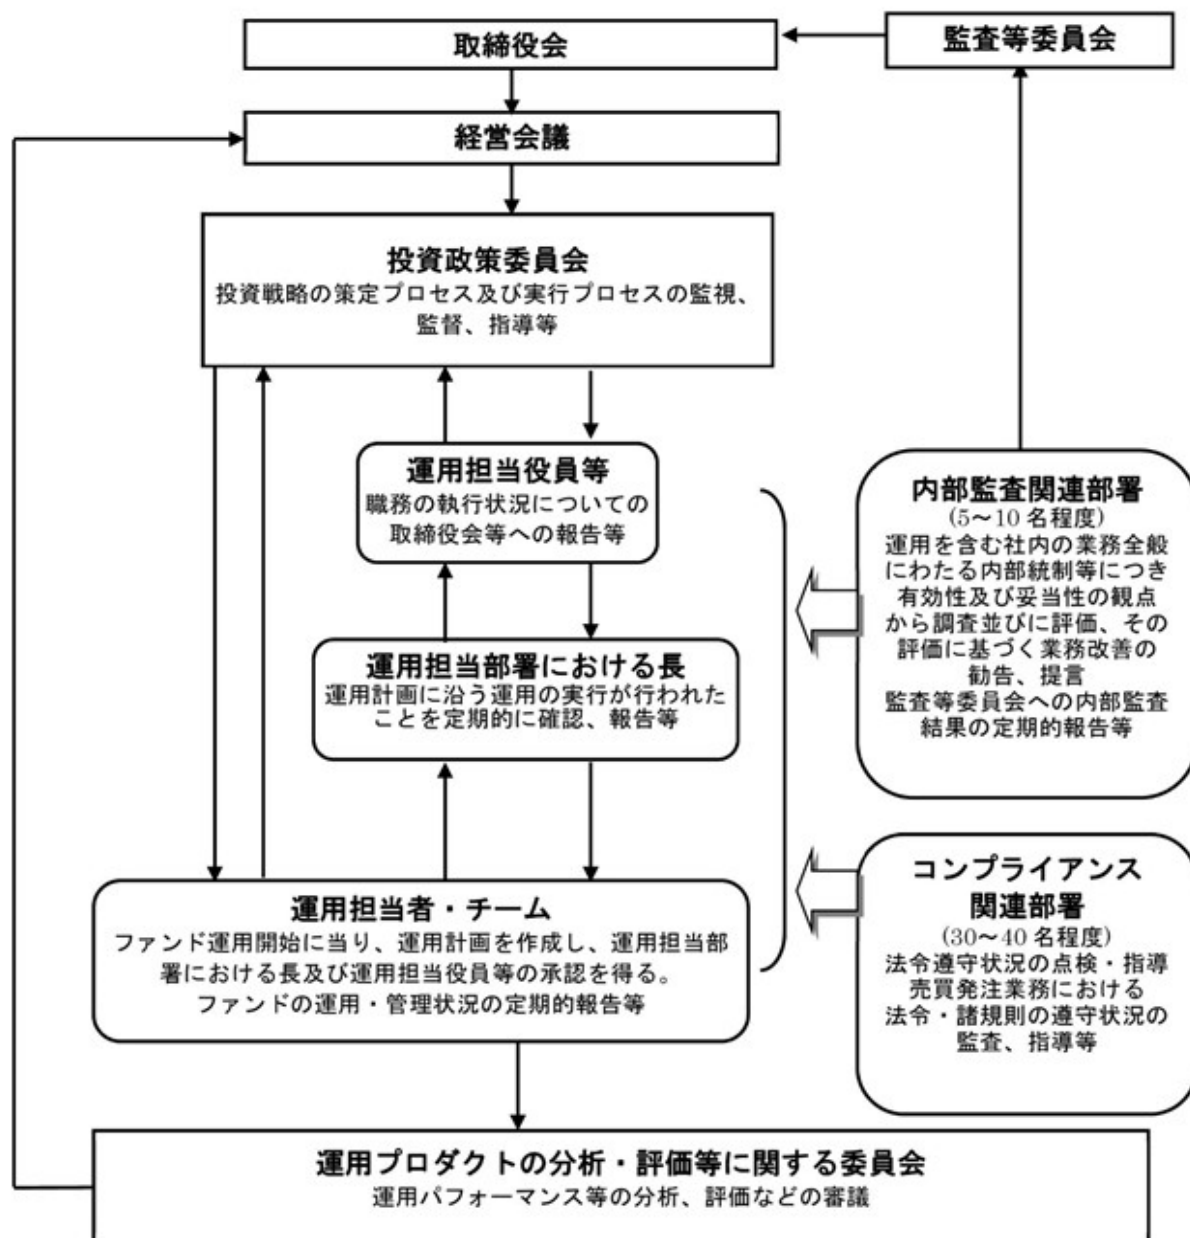 取締役会
監査等委員会
経営会議
投資政策委員会
投資戦略の策定プロセス及び実行プロセスの監視、
監督、指導等
運用担当役員等
職務の執行状況についての
取締役会等への報告等
運用担当部署における長
運用計画に沿う運用の実行が行われた
ことを定期的に確認、報告等
運用担当者・チーム
ファンド運用開始に当り、運用計画を作成し、運用担当部
署における長及び運用担当役員等の承認を得る。
ファンドの運用・管理状況の定期的報告等
内部監査関連部署
(5～10 名程度)
運用を含む社内の業務全般
にわたる内部統制等につき
有効性及び妥当性の観点
から調査並びに評価、その
評価に基づく業務改善の
勧告、提言
監査等委員会への内部監査
結果の定期的報告等
コンプライアンス
関連部署
(30～40 名程度)
法令遵守状況の点検・指導
売買発注業務における
法令・諸規則の遵守状況の
監査、指導等
運用プロダクトの分析・評価等に関する委員会
運用パフォーマンス等の分析、評価などの審議